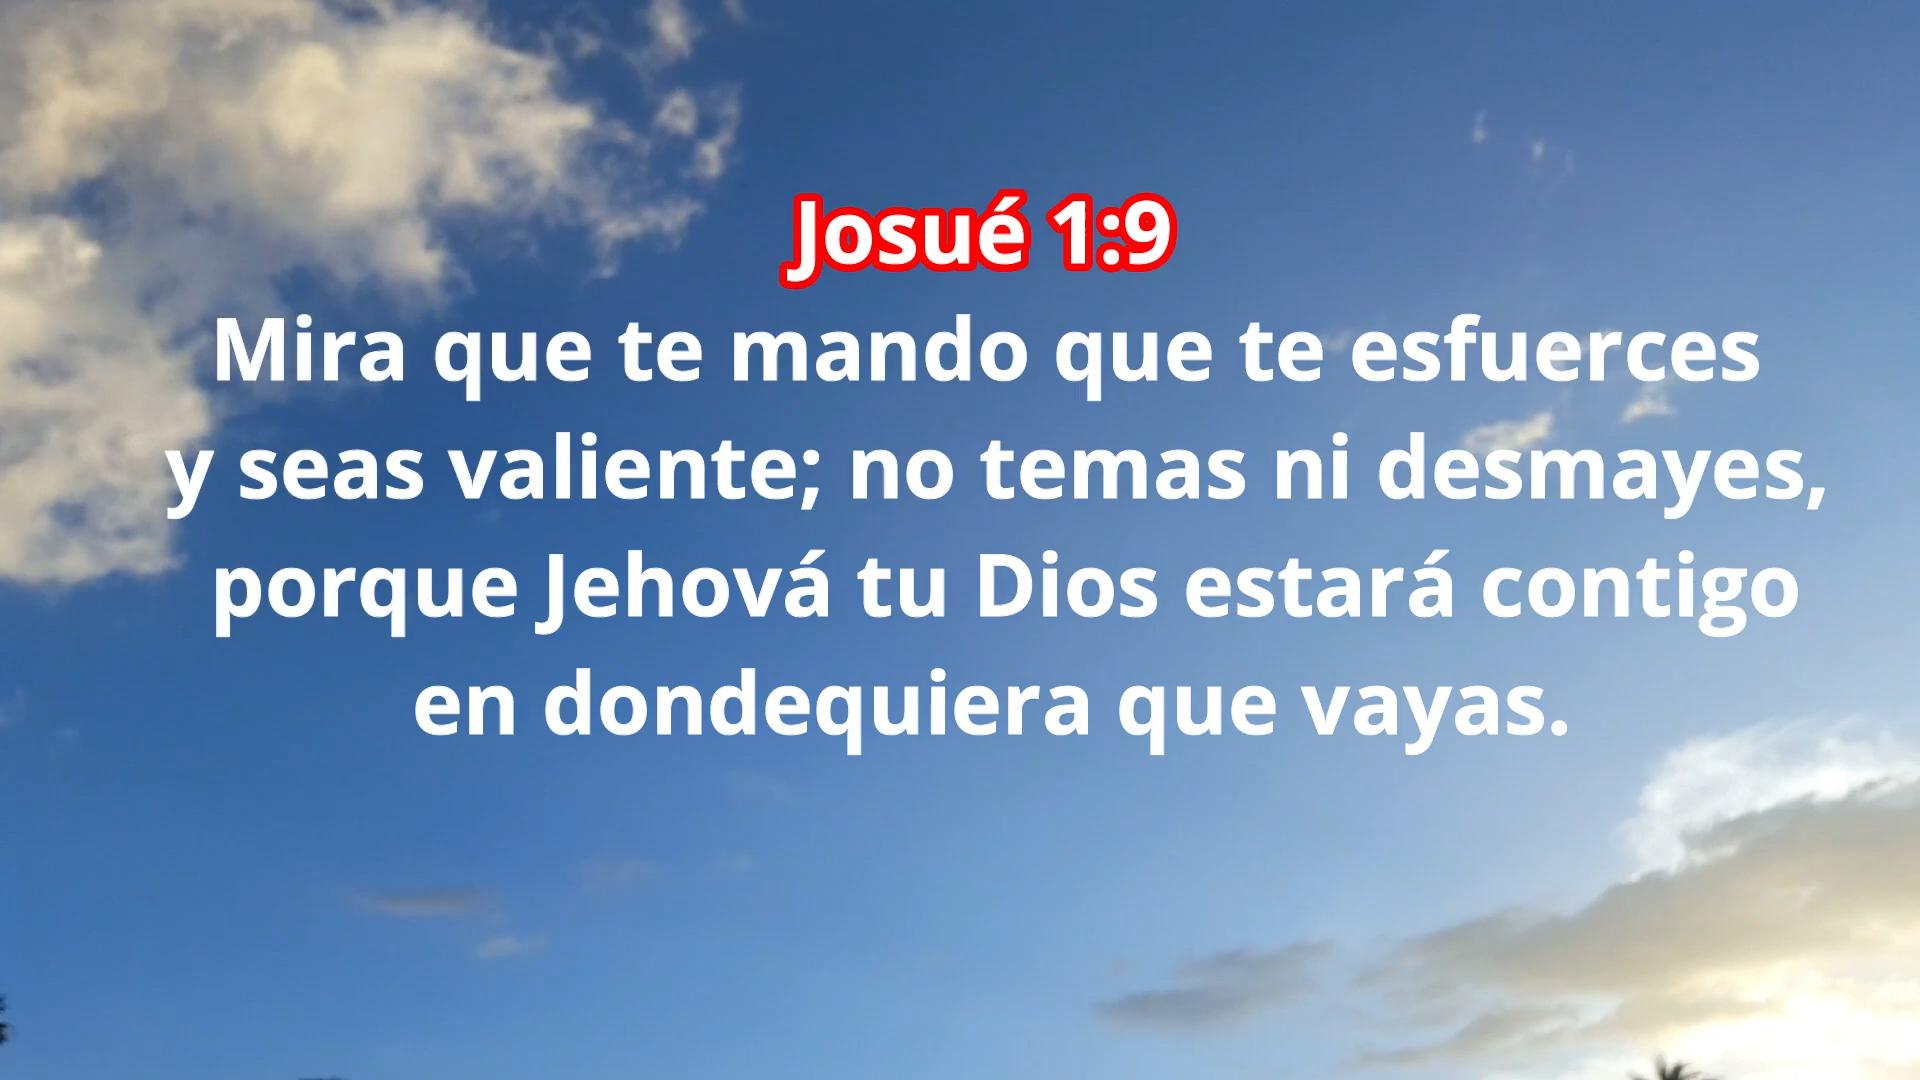 Josué 1:9
Mira que te mando que te esfuerces
y seas valiente; no temas ni desmayes,
porque Jehová tu Dios estará contigo
en dondequiera que vayas.